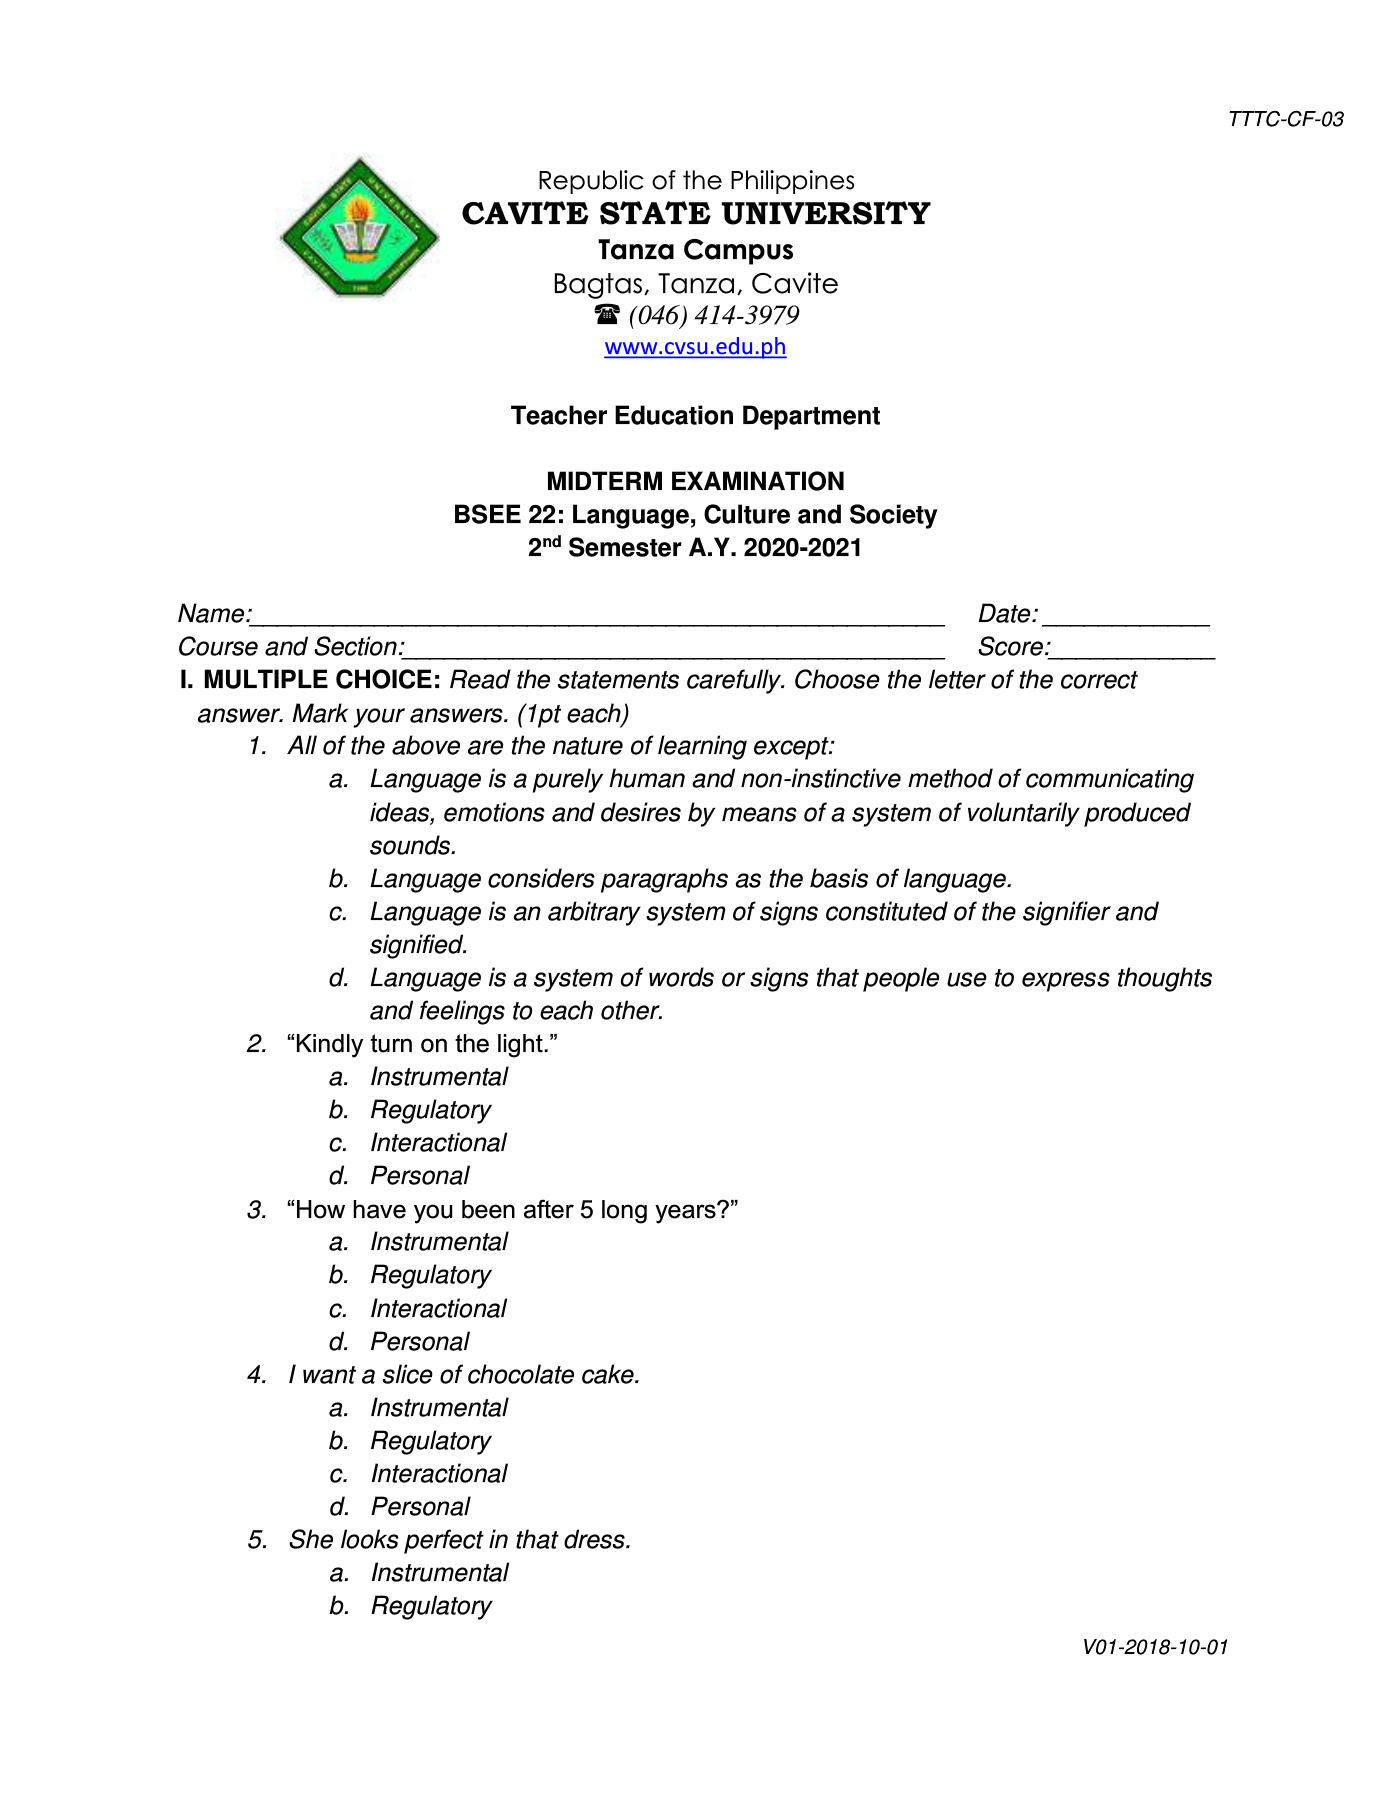 TTTC-CF-03
Republic of the Philippines
CAVITE STATE UNIVERSITY
Tanza Campus
Bagtas, Tanza, Cavite
☎ (046) 414-3979
www.cvsu.edu.ph
Teacher Education Department
MIDTERM EXAMINATION
BSEE 22: Language, Culture and Society
2nd Semester A.Y. 2020-2021
Name:__________________________________________________ Date: ____________
Course and Section:_______________________________________ Score:____________
I. MULTIPLE CHOICE: Read the statements carefully. Choose the letter of the correct
answer. Mark your answers. (1pt each)
1. All of the above are the nature of learning except:
a. Language is a purely human and non-instinctive method of communicating
ideas, emotions and desires by means of a system of voluntarily produced
sounds.
b. Language considers paragraphs as the basis of language.
c. Language is an arbitrary system of signs constituted of the signifier and
signified.
d. Language is a system of words or signs that people use to express thoughts
and feelings to each other.
2. “Kindly turn on the light.”
a. Instrumental
b. Regulatory
c. Interactional
d. Personal
3. “How have you been after 5 long years?”
a. Instrumental
b. Regulatory
c. Interactional
d. Personal
4. I want a slice of chocolate cake.
a. Instrumental
b. Regulatory
c. Interactional
d. Personal
5. She looks perfect in that dress.
a. Instrumental
b. Regulatory
V01-2018-10-01